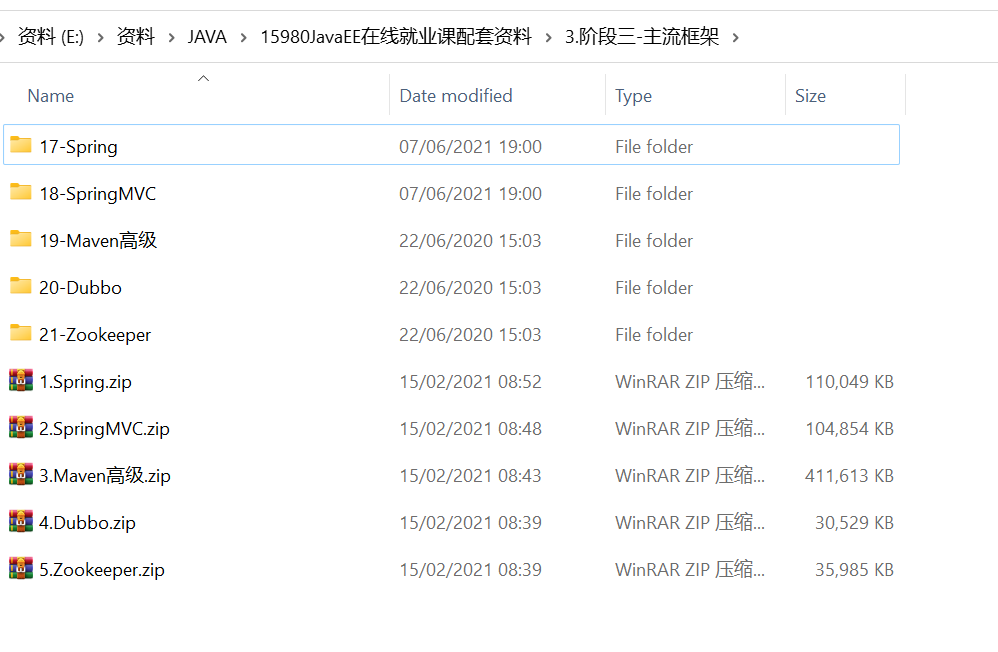 资料 (E:) › 资料 › JAVA › 15980JavaEE在线就业课配套资料 › 3.阶段三-主流框架 ›
Name Date modified Type Size
17-Spring 07/06/2021 19:00 File folder
18-SpringMVC 07/06/2021 19:00 File folder
19-Maven高级 22/06/2020 15:03 File folder
20-Dubbo 22/06/2020 15:03 File folder
21-Zookeeper 22/06/2020 15:03 File folder
1.Spring.zip 15/02/2021 08:52 WinRAR ZIP 压缩... 110,049 KB
2.SpringMVC.zip 15/02/2021 08:48 WinRAR ZIP 压缩... 104,854 KB
3.Maven高级.zip 15/02/2021 08:43 WinRAR ZIP 压缩... 411,613 KB
4.Dubbo.zip 15/02/2021 08:39 WinRAR ZIP 压缩... 30,529 KB
5.Zookeeper.zip 15/02/2021 08:39 WinRAR ZIP 压缩... 35,985 KB